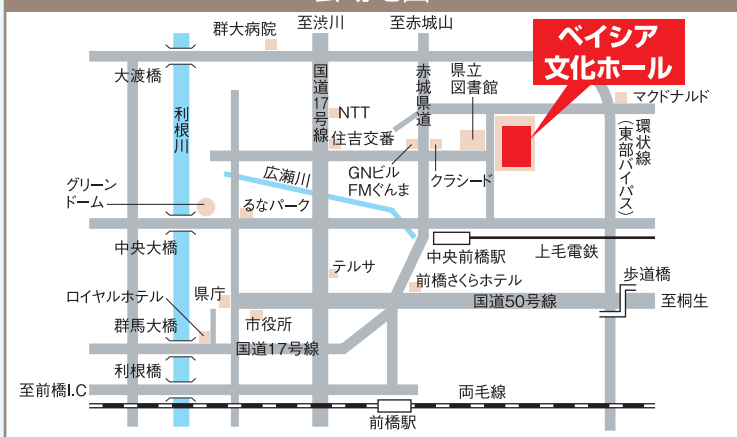 会場地図
至渋川
至赤城山
群大病院
ベイシア
文化ホール
大渡橋
国道17号線
赤城県道
県立
図書館
マクドナルド
利根川
NTT
住吉交番
環状線
(東部バイパス)
GNビル
FMぐんま
クラシード
広瀬川
グリーン
ドーム
るなパーク
中央大橋
中央前橋駅
上毛電鉄
テルサ
前橋さくらホテル
歩道橋
ロイヤルホテル
県庁
国道50号線
至桐生
群馬大橋
市役所
国道17号線
利根橋
至前橋I.C
両毛線
前橋駅